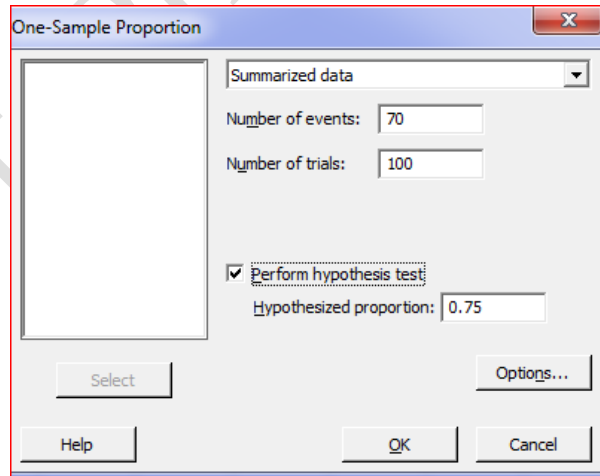 One-Sample Proportion
Summarized data
Number of events: 70
Number of trials: 100
Perform hypothesis test
Hypothesized proportion: 0.75
Select
Options...
Help
OK
Cancel